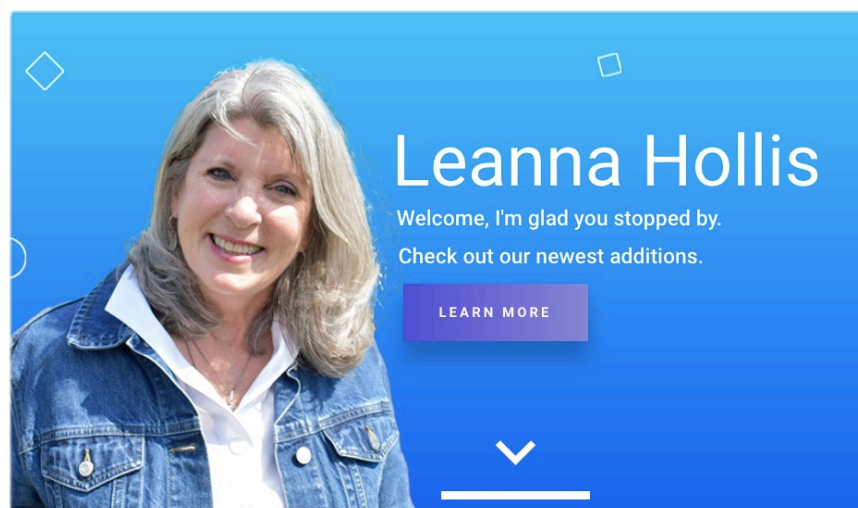 Leanna Hollis
Welcome, I'm glad you stopped by.
Check out our newest additions.
LEARN MORE